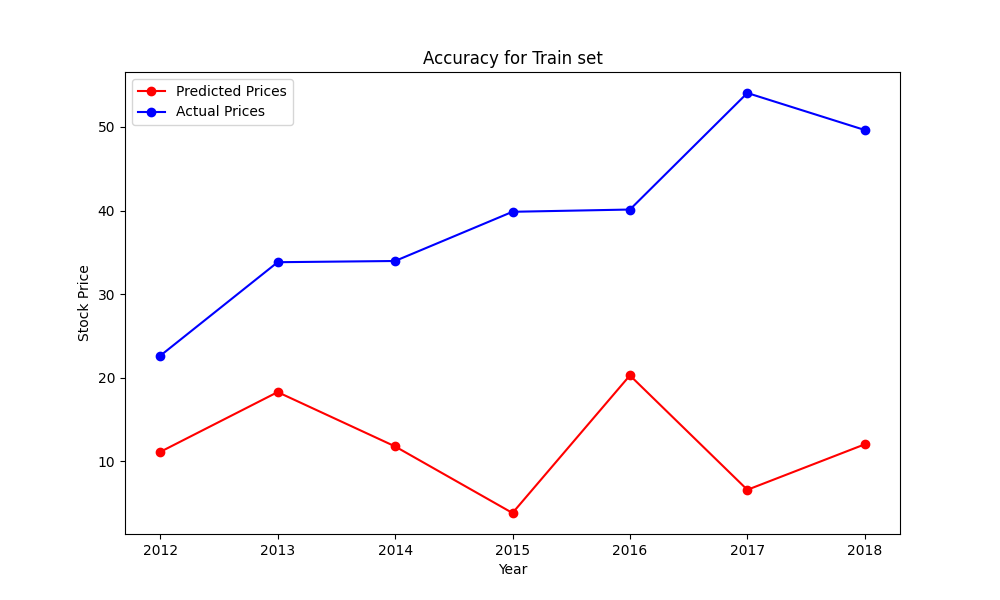 Accuracy for Train set
Predicted Prices
Actual Prices
Stock Price
50
40
30
20
10
2012 2013 2014 2015 2016 2017 2018
Year